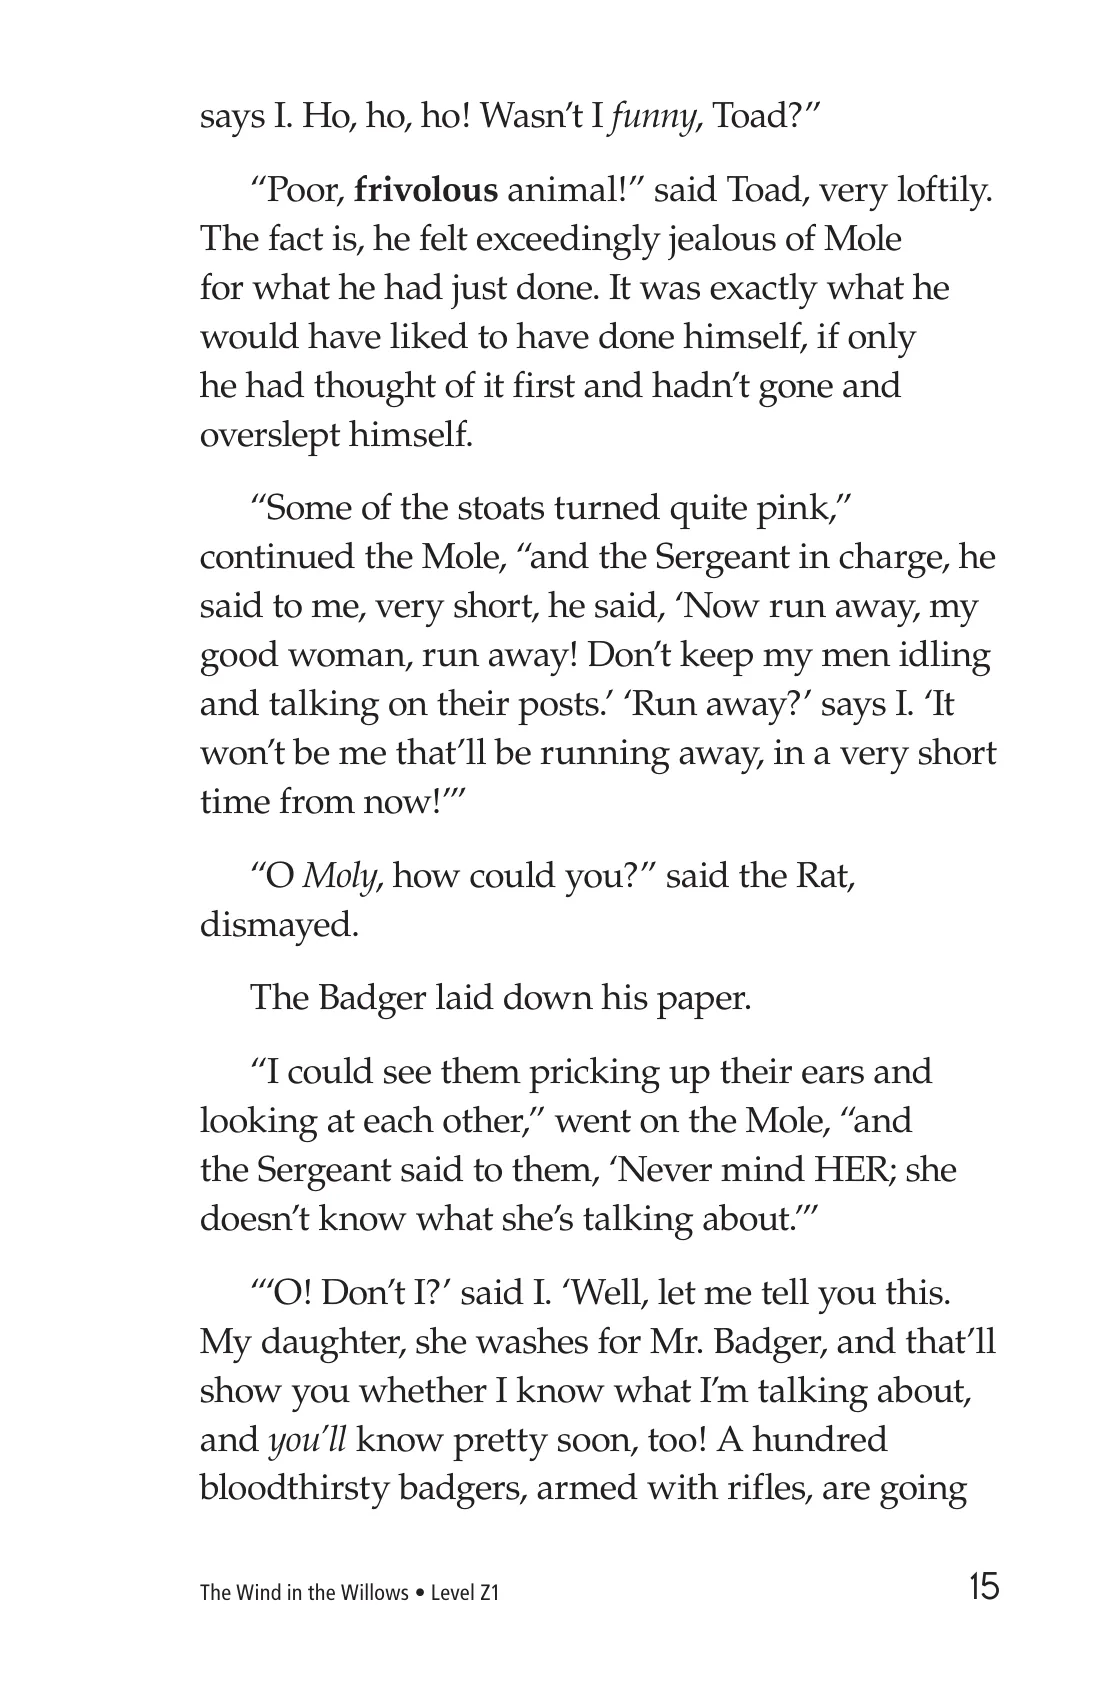 says I. Ho, ho, ho! Wasn’t I funny, Toad?”
“Poor, frivolous animal!” said Toad, very loftily.
The fact is, he felt exceedingly jealous of Mole
for what he had just done. It was exactly what he
would have liked to have done himself, if only
he had thought of it first and hadn’t gone and
overslept himself.
“Some of the stoats turned quite pink,”
continued the Mole, “and the Sergeant in charge, he
said to me, very short, he said, ‘Now run away, my
good woman, run away! Don’t keep my men idling
and talking on their posts.’ ‘Run away?’ says I. ‘It
won’t be me that’ll be running away, in a very short
time from now!’”
“O Moly, how could you?” said the Rat,
dismayed.
The Badger laid down his paper.
“I could see them pricking up their ears and
looking at each other,” went on the Mole, “and
the Sergeant said to them, ‘Never mind HER; she
doesn’t know what she’s talking about.’”
“‘O! Don’t I?’ said I. ‘Well, let me tell you this.
My daughter, she washes for Mr. Badger, and that’ll
show you whether I know what I’m talking about,
and you’ll know pretty soon, too! A hundred
bloodthirsty badgers, armed with rifles, are going
The Wind in the Willows • Level Z1
15